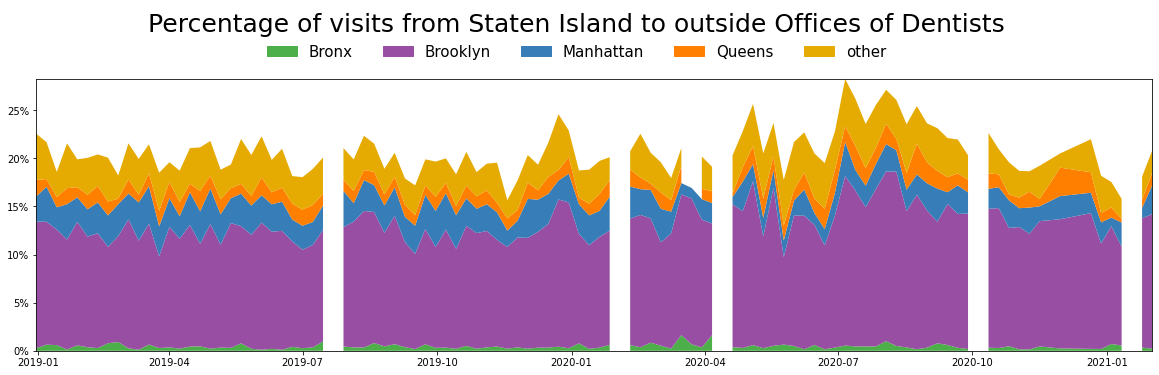 Percentage of visits from Staten Island to outside Offices of Dentists
Bronx Brooklyn Manhattan Queens other
25%
20%
15%
10%
5%
0%
2019-01 2019-04 2019-07 2019-10 2020-01 2020-04 2020-07 2020-10 2021-01